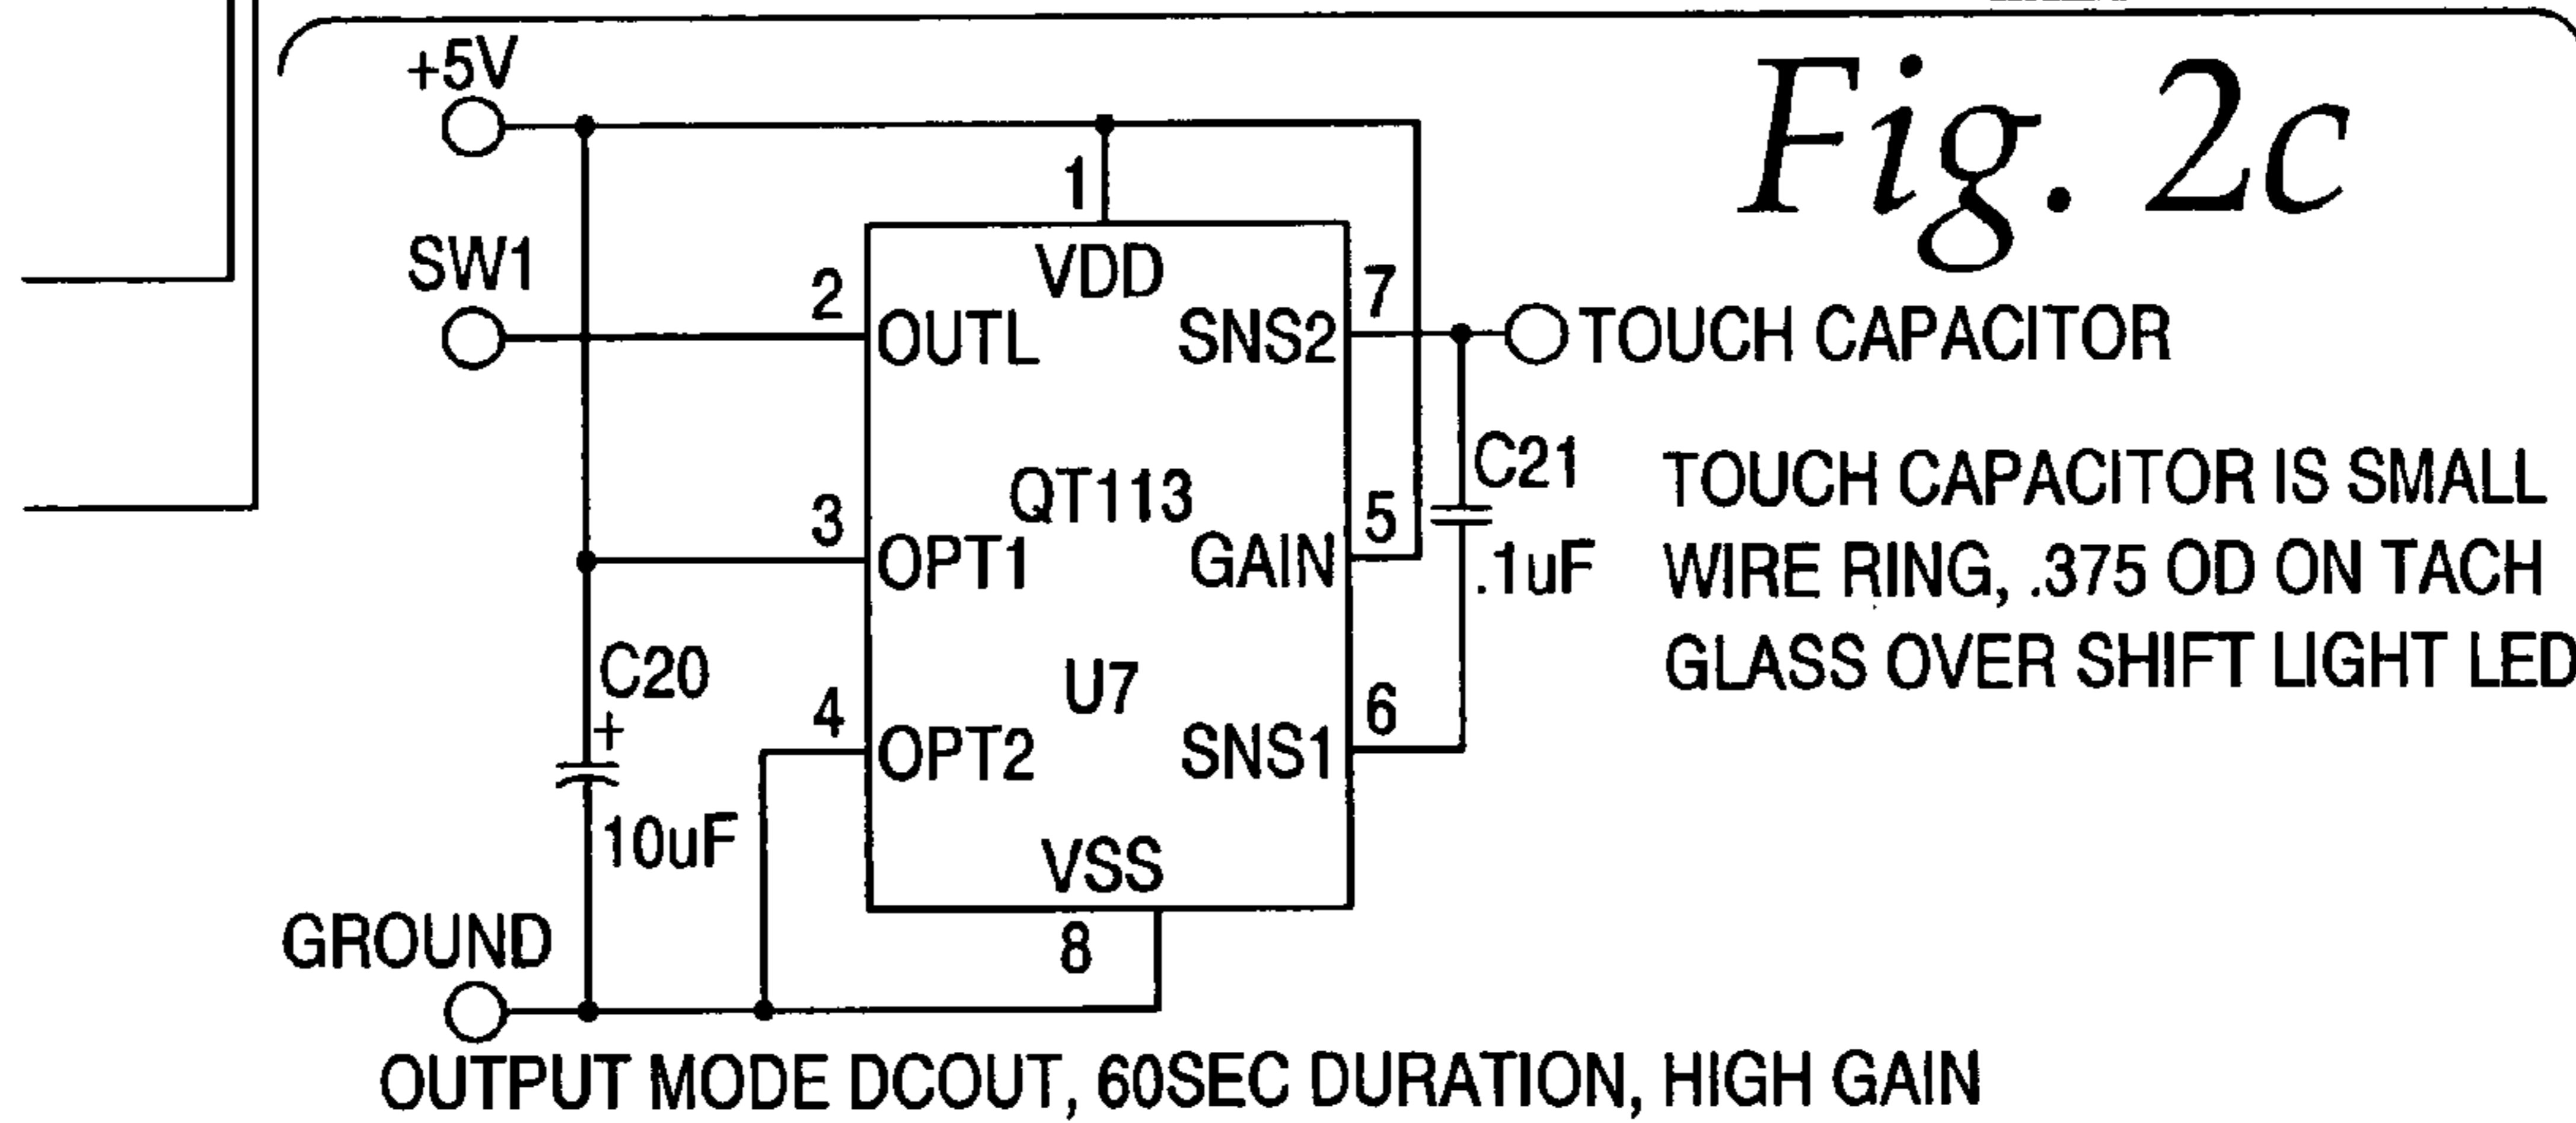 Fig. 2c
+5V
SW1
1
VDD
2
OUTL
SNS2
7
TOUCH CAPACITOR
QT113
3
OPT1
GAIN
5
C21
.1uF
TOUCH CAPACITOR IS SMALL
WIRE RING, .375 OD ON TACH
GLASS OVER SHIFT LIGHT LED
C20
+
10uF
U7
4
OPT2
SNS1
6
VSS
8
GROUND
OUTPUT MODE DCOUT, 60SEC DURATION, HIGH GAIN